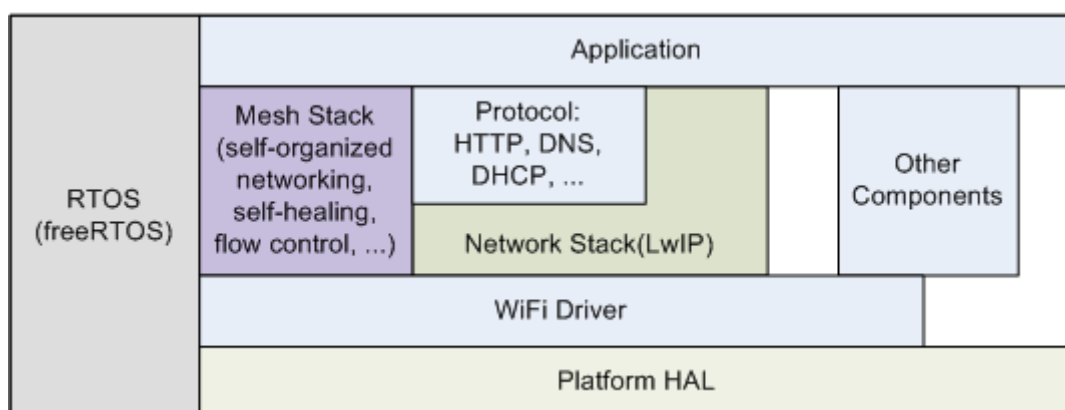 Application
Mesh Stack
(self-organized
networking,
self-healing,
flow control, ...)
Protocol:
HTTP, DNS,
DHCP, ...
Other
Components
RTOS
(freeRTOS)
Network Stack(LwIP)
WiFi Driver
Platform HAL